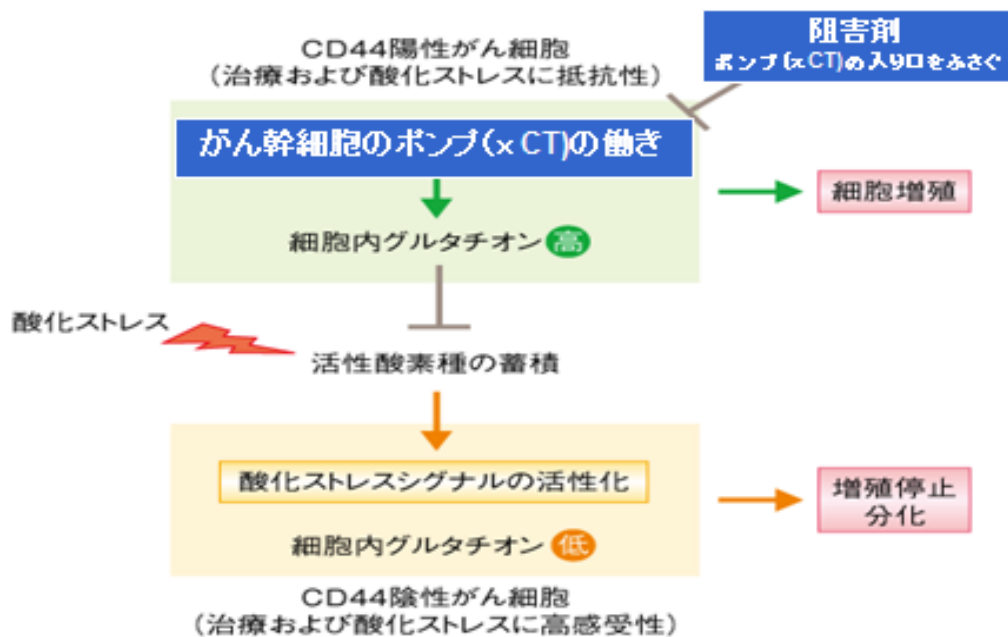 CD44陽性がん細胞
（治療および酸化ストレスに抵抗性）
阻害剤
ポンプ(xCT)の入り口をふさぐ
がん幹細胞のポンプ(x CT)の働き
細胞内グルタチオン 高
細胞増殖
酸化ストレス
活性酸素種の蓄積
酸化ストレスシグナルの活性化
細胞内グルタチオン 低
増殖停止
分化
CD44陰性がん細胞
（治療および酸化ストレスに高感受性）